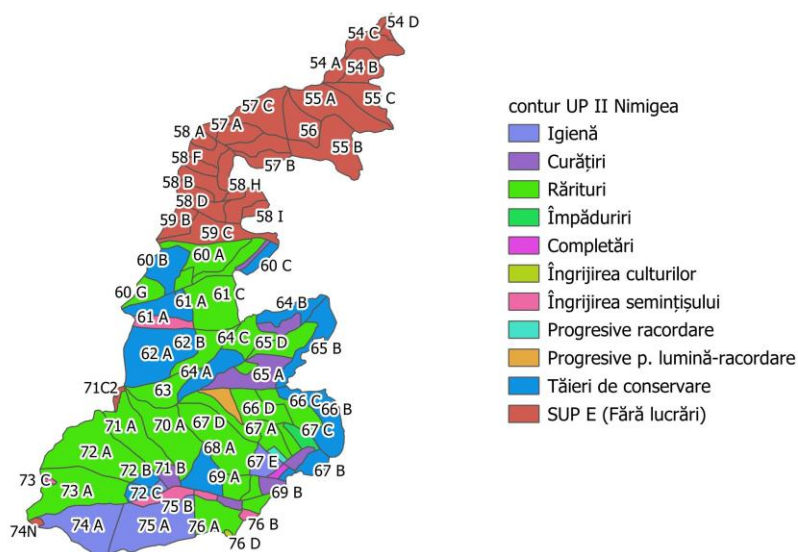 54 D
54 C
54 A
54 B
57 C
55 A
55 C
57 A
58 A
56
55 B
58 F
57 B
58 B
58 H
58 D
59 B
58 I
59 C
60 B
60 A
60 C
60 G
61 A
61 C
64 B
61 A
62 B
64 C
65 D
65 B
62 A
64 A
65 A
63
71C2
66 C
66 B
66 D
71 A
70 A
67 D
67 A
67 C
72 A
68 A
67 E
67 B
72 B
71 B
69 A
73 C
73 A
72 C
69 B
75 B
74N
74 A
75 A
76 A
76 B
76 D
contur UP II Nimigea
Igienă
Curățiri
Rărituri
Împăduriri
Completări
Îngrijirea culturilor
Îngrijirea semințișului
Progresive racordare
Progresive p. lumină-racordare
Tăieri de conservare
SUP E (Fără lucrări)